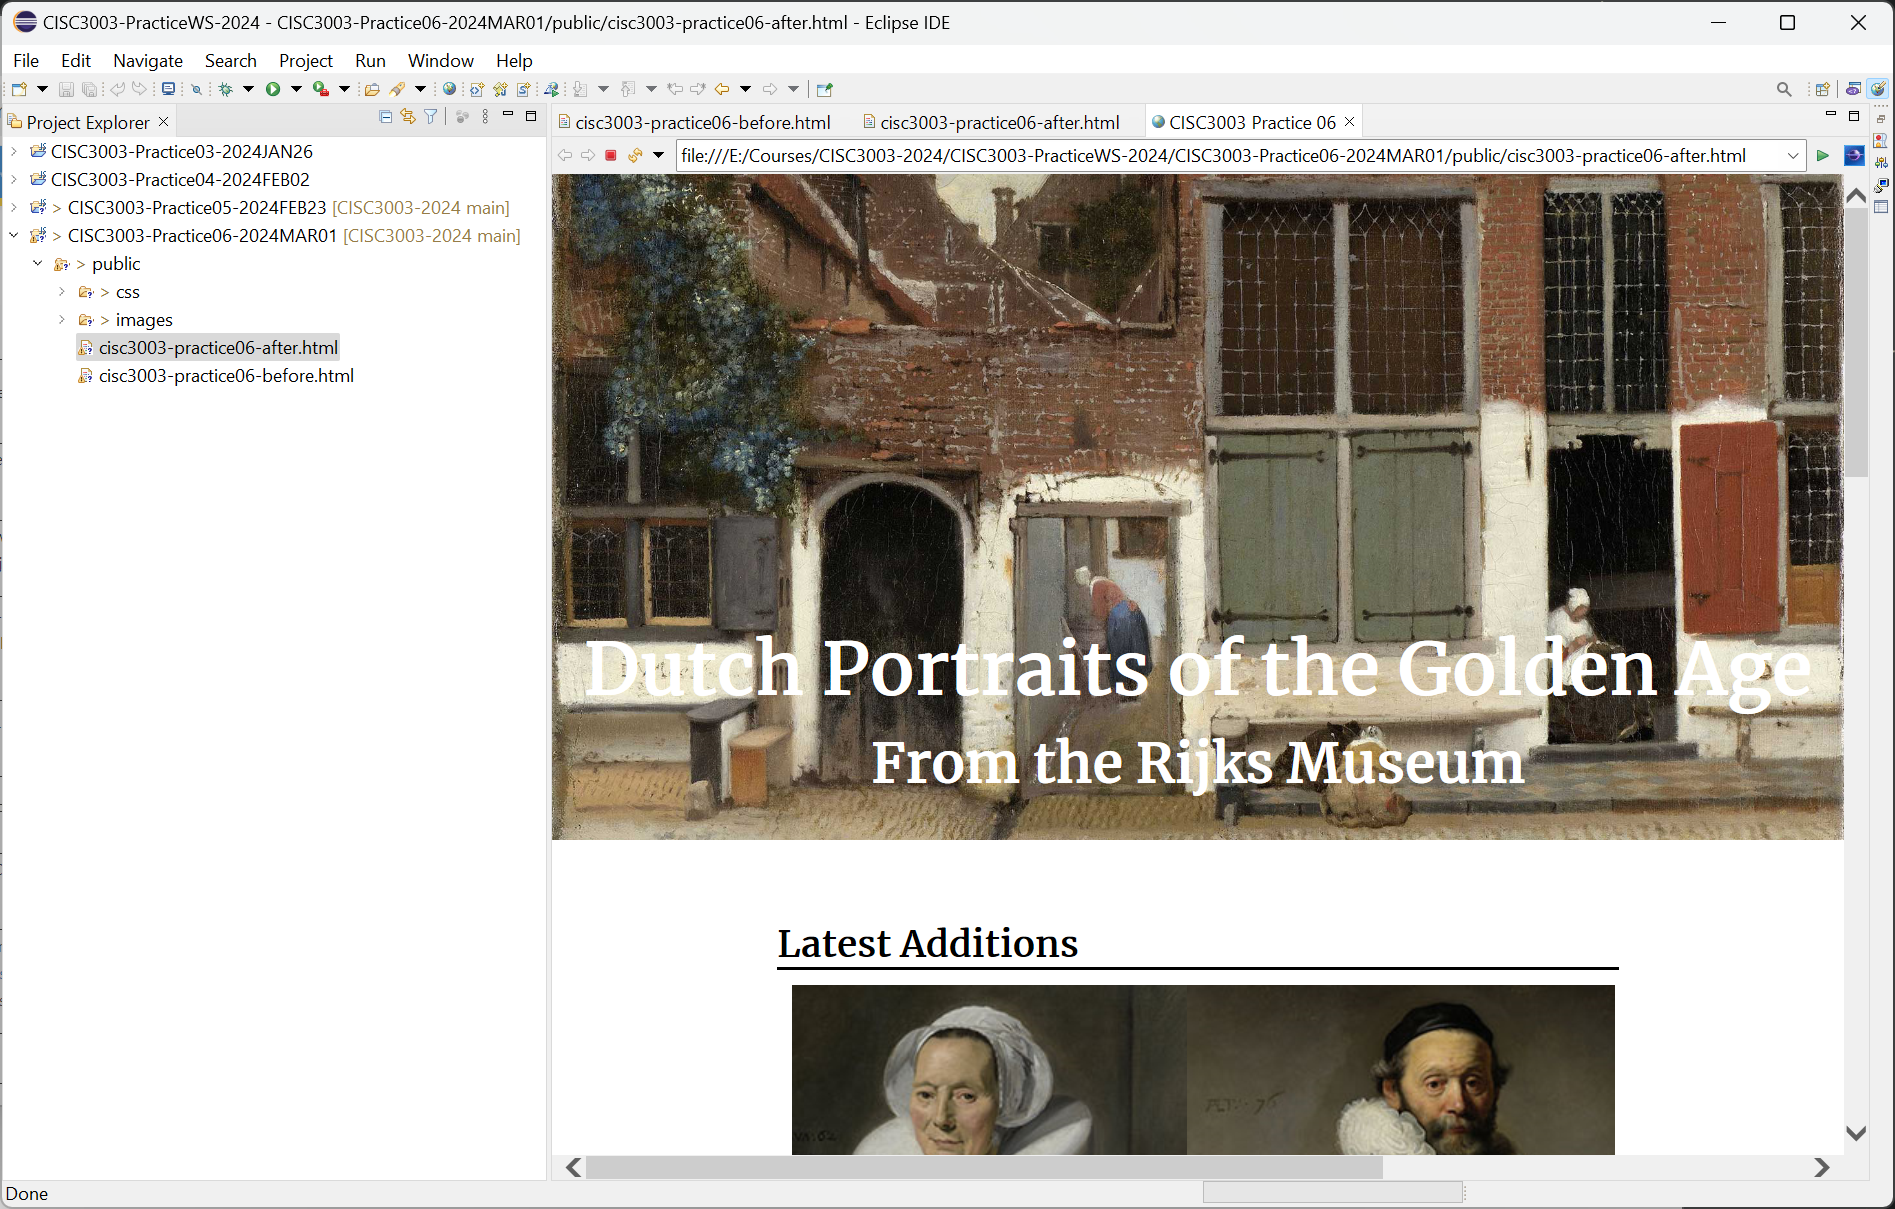 CISC3003-PracticeWS-2024 - CISC3003-Practice06-2024MAR01/public/cisc3003-practice06-after.html - Eclipse IDE
File Edit Navigate Search Project Run Window Help
Project Explorer
CISC3003-Practice03-2024JAN26
CISC3003-Practice04-2024FEB02
> CISC3003-Practice05-2024FEB23 [CISC3003-2024 main]
> CISC3003-Practice06-2024MAR01 [CISC3003-2024 main]
> public
> css
> images
cisc3003-practice06-after.html
cisc3003-practice06-before.html
cisc3003-practice06-before.html cisc3003-practice06-after.html CISC3003 Practice 06
file:///E:/Courses/CISC3003-2024/CISC3003-PracticeWS-2024/CISC3003-Practice06-2024MAR01/public/cisc3003-practice06-after.html
Dutch Portraits of the Golden Age
From the Rijks Museum
Latest Additions
Done